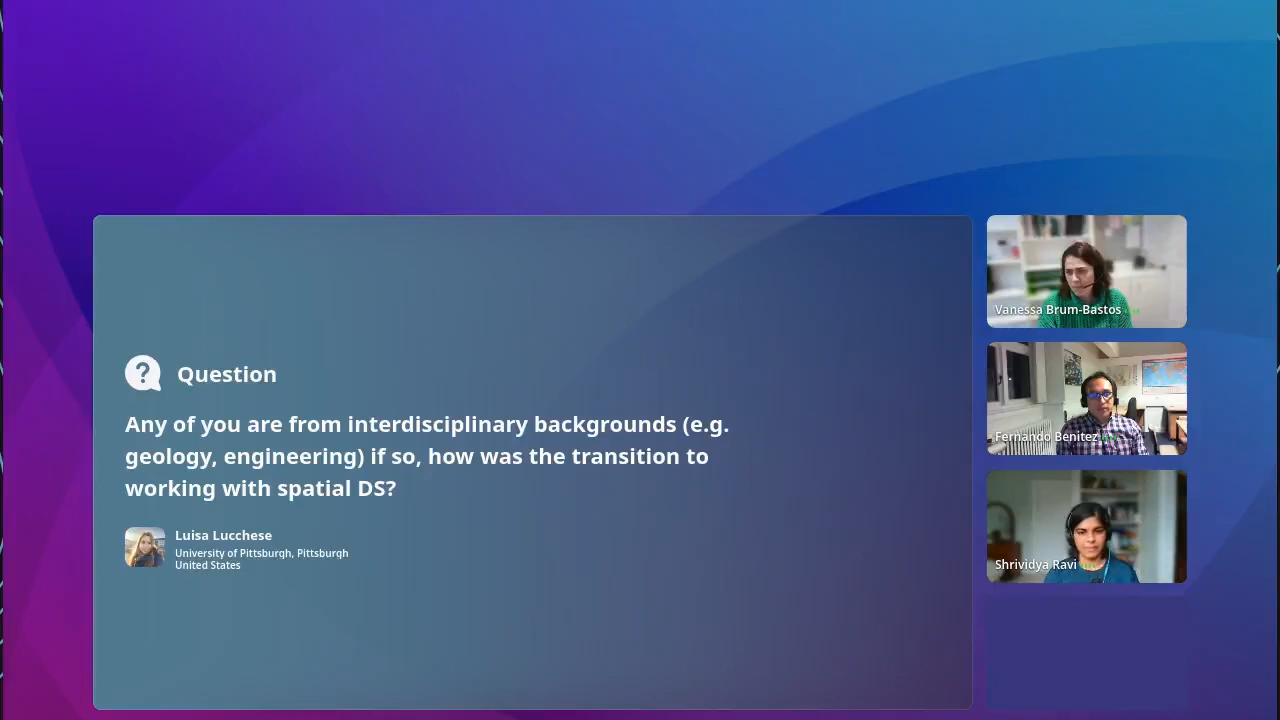 Question
Any of you are from interdisciplinary backgrounds (e.g.
geology, engineering) if so, how was the transition to
working with spatial DS?
Luisa Lucchese
University of Pittsburgh, Pittsburgh
United States
Vanessa Brum-Bastos
Fernando Benitez
Shrividya Ravi